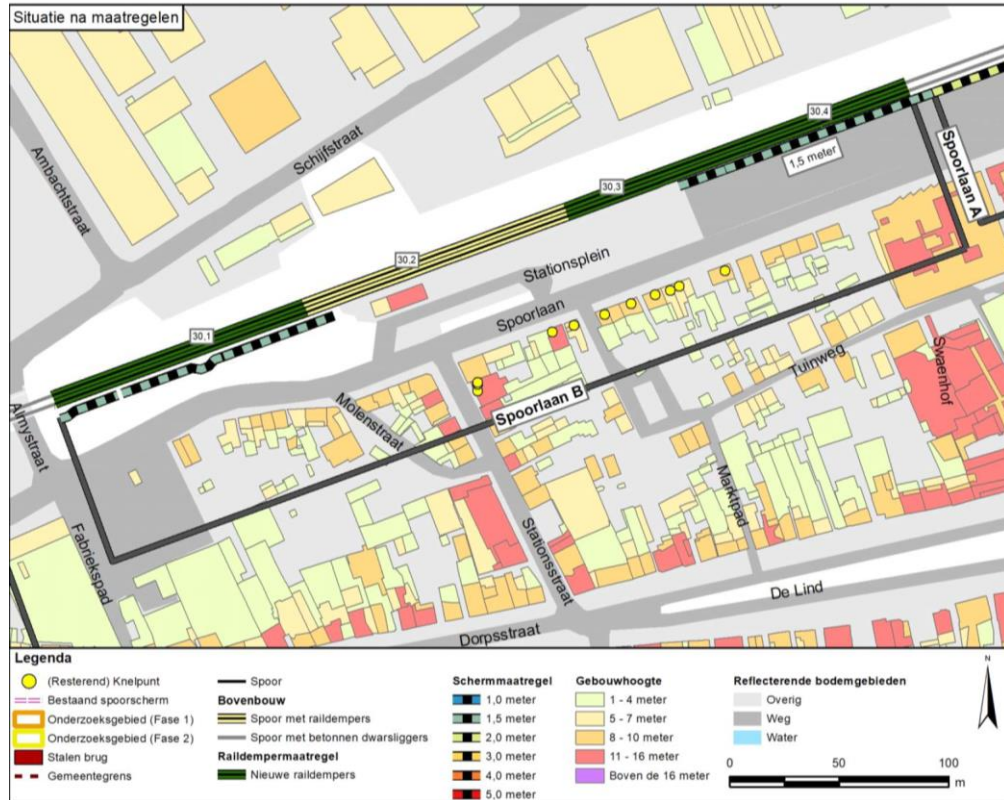 Situatie na maatregelen
Ambachtstraat
Schijfstraat
30,4
1,5 meter
Spoorlaan A
30,3
30,2
Stationsplein
Spoorlaan
30,1
Almystraat
Molenstraat
Spoorlaan B
Tuinweg
Swaenhof
Marktpad
Fabriekspad
Stationsstraat
De Lind
Dorpsstraat
Legenda
(Resterend) Knelpunt
Bestaand spoorscherm
Onderzoeksgebied (Fase 1)
Onderzoeksgebied (Fase 2)
Stalen brug
Gemeentegrens
Spoor
Bovenbouw
Spoor met raildempers
Spoor met betonnen dwarsliggers
Raildempermaatregel
Nieuwe raildempers
Schermmaatregel
1,0 meter
1,5 meter
2,0 meter
3,0 meter
4,0 meter
5,0 meter
Gebouwhoogte
1 - 4 meter
5 - 7 meter
8 - 10 meter
11 - 16 meter
Boven de 16 meter
Reflecterende bodemgebieden
Overig
Weg
Water
N
0 50 100
m